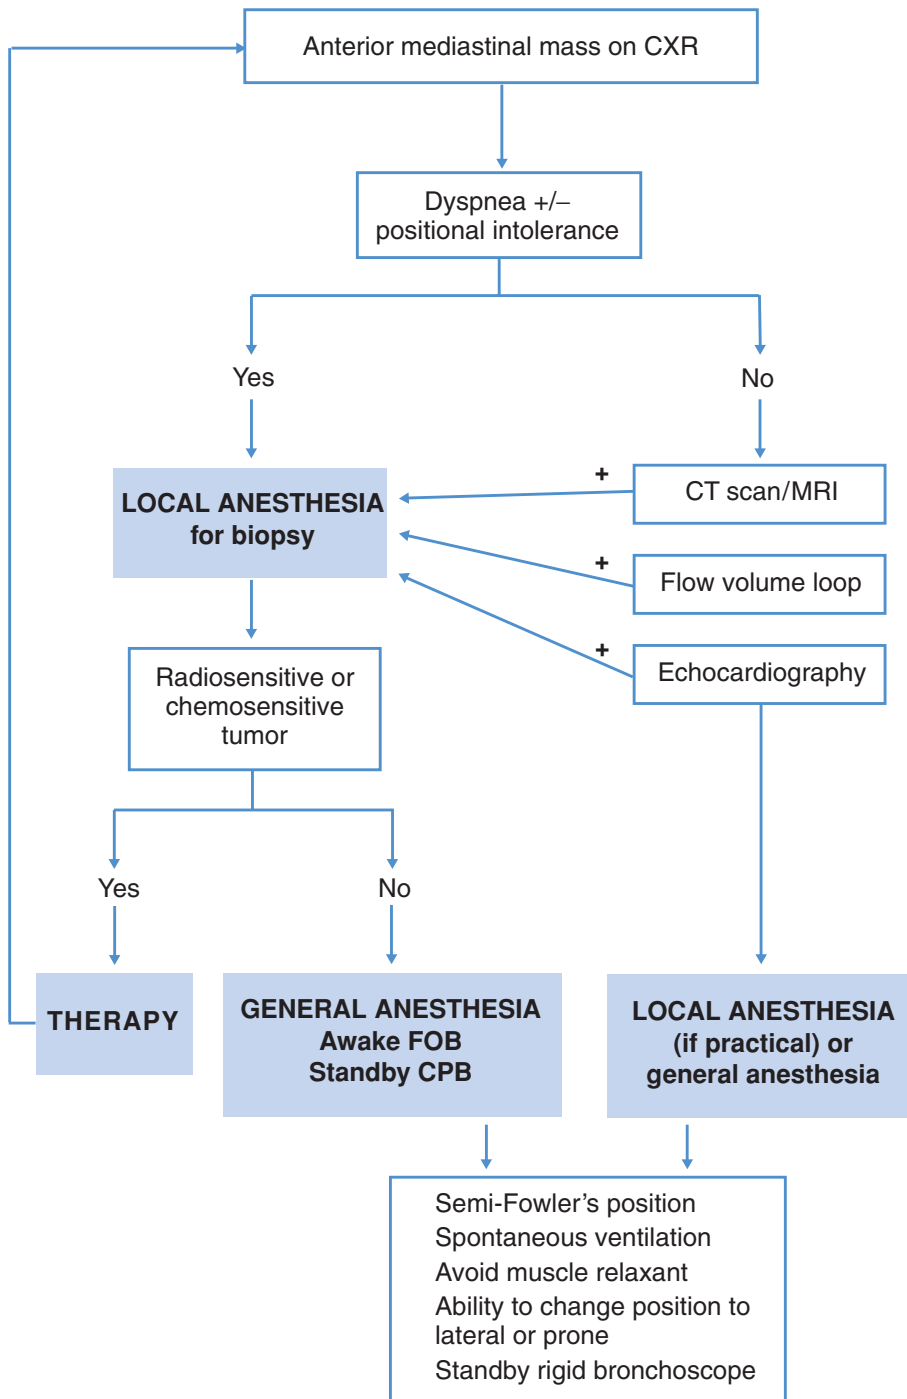 Anterior mediastinal mass on CXR
Dyspnea +/–
positional intolerance
Yes
No
LOCAL ANESTHESIA
for biopsy
+
CT scan/MRI
+
Flow volume loop
+
Echocardiography
Radiosensitive or
chemosensitive
tumor
Yes
No
THERAPY
GENERAL ANESTHESIA
Awake FOB
Standby CPB
LOCAL ANESTHESIA
(if practical) or
general anesthesia
Semi-Fowler's position
Spontaneous ventilation
Avoid muscle relaxant
Ability to change position to
lateral or prone
Standby rigid bronchoscope